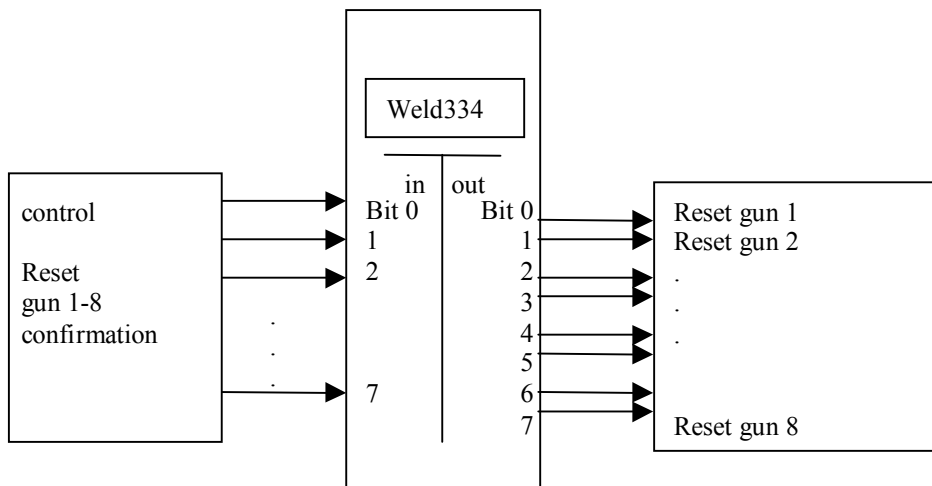 Weld334
in out
control
Reset
gun 1-8
confirmation
Bit 0
1
2
.
.
.
7
Bit 0
1
2
3
4
5
6
7
Reset gun 1
Reset gun 2
.
.
.
Reset gun 8